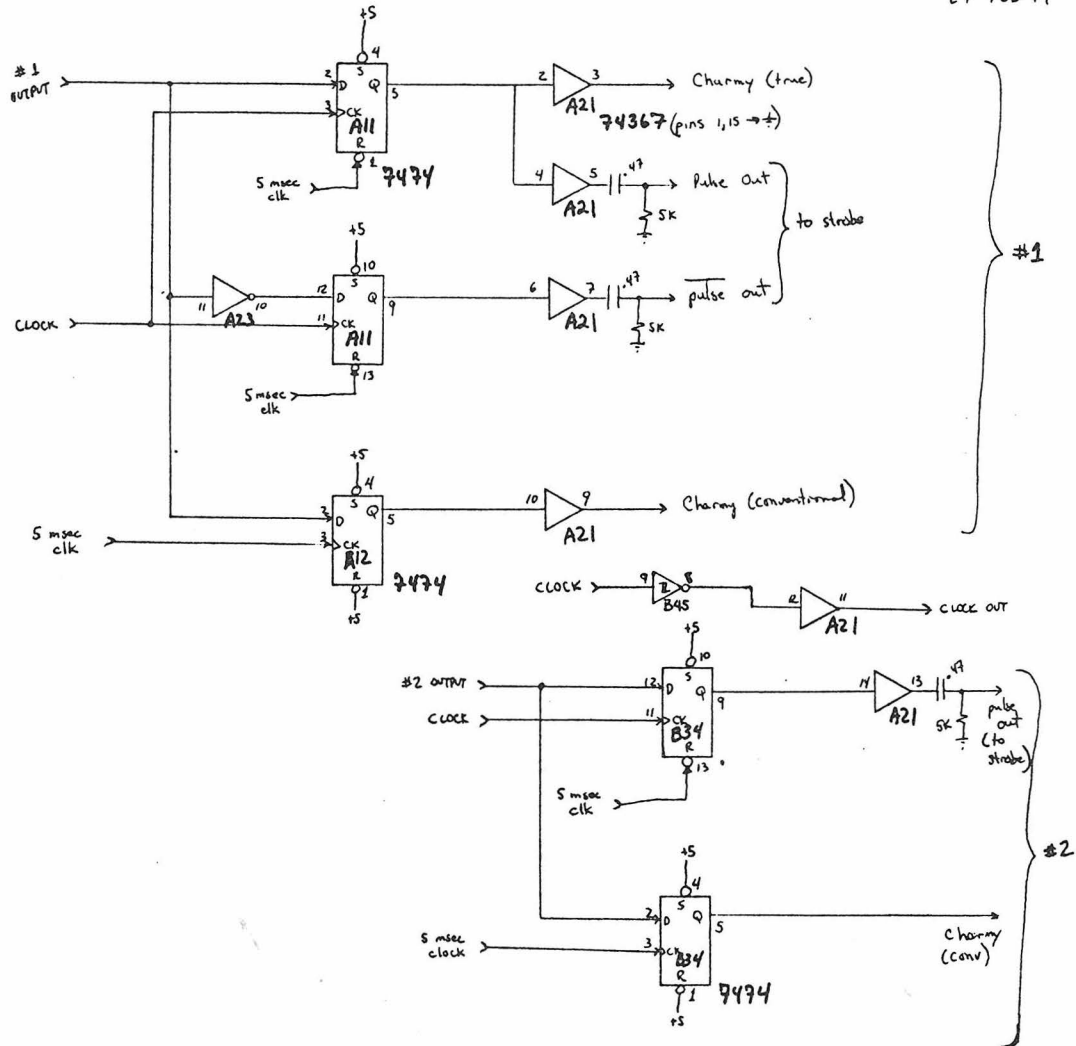 +5
4
S
#1 OUTPUT
2 D Q 5
3 CK
A11
R
1
7474
5 msec clk
2 3
A21
Charmy (true)
74367 (pins 1, 15 →
4 5
A21
.47
5K
Pulse Out
to strobe
#1
+5
10
S
11 10
A23
12 D Q 9
CLOCK
11 CK
A11
R
13
5 msec clk
6 7
A21
.47
5K
pulse out
+5
4
S
2 D Q 5
5 msec clk
3 CK
A12
R
1
+5
7474
10 9
A21
Charmy (conventional)
CLOCK
9 8
B45
12 11
A21
CLOCK OUT
+5
10
S
#2 OUTPUT
12 D Q 9
CLOCK
11 CK
B34
R
13
5 msec clk
14 13
A21
.47
5K
pulse out (to strobe)
#2
+5
4
S
2 D Q 5
5 msec clock
3 CK
B34
R
1
+5
7474
Charmy (conv)